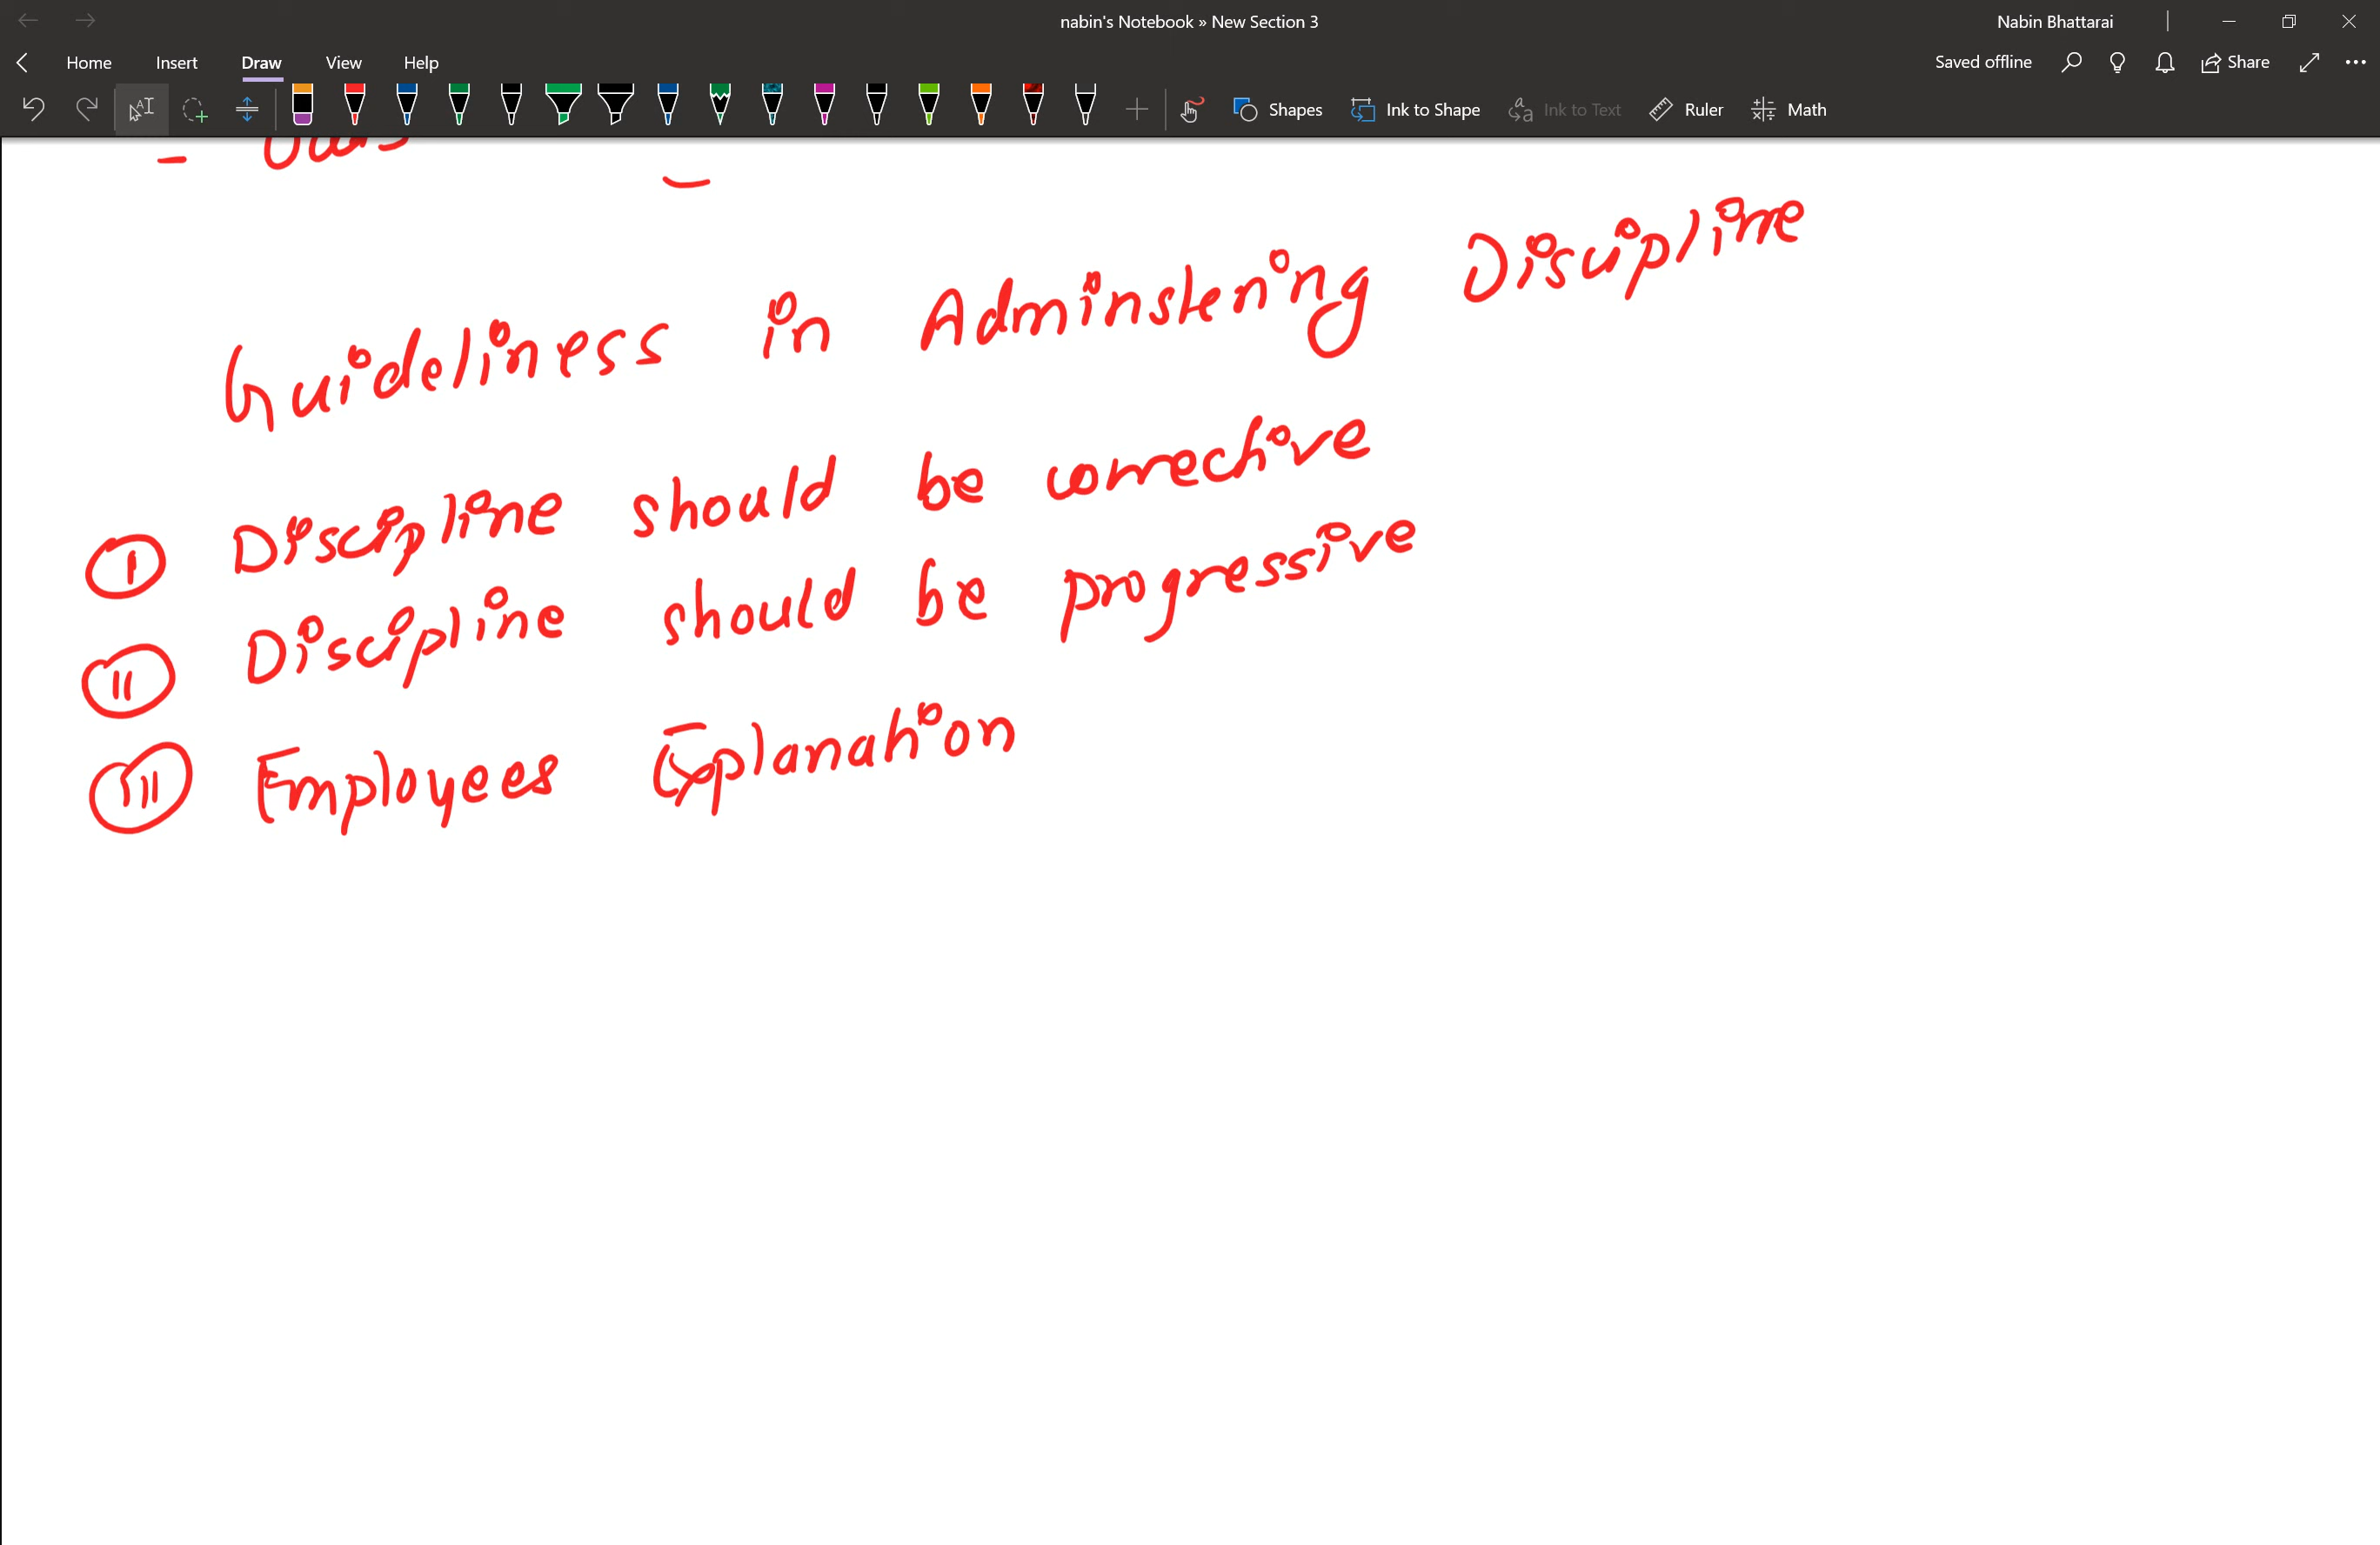 nabin's Notebook » New Section 3
Nabin Bhattarai
Home Insert Draw View Help
Saved offline
Share
Shapes Ink to Shape Ink to Text Ruler Math
Guideliness in Adminstering Discipline
I Discipline should be corrective
II Discipline should be progressive
III Employees Explanation